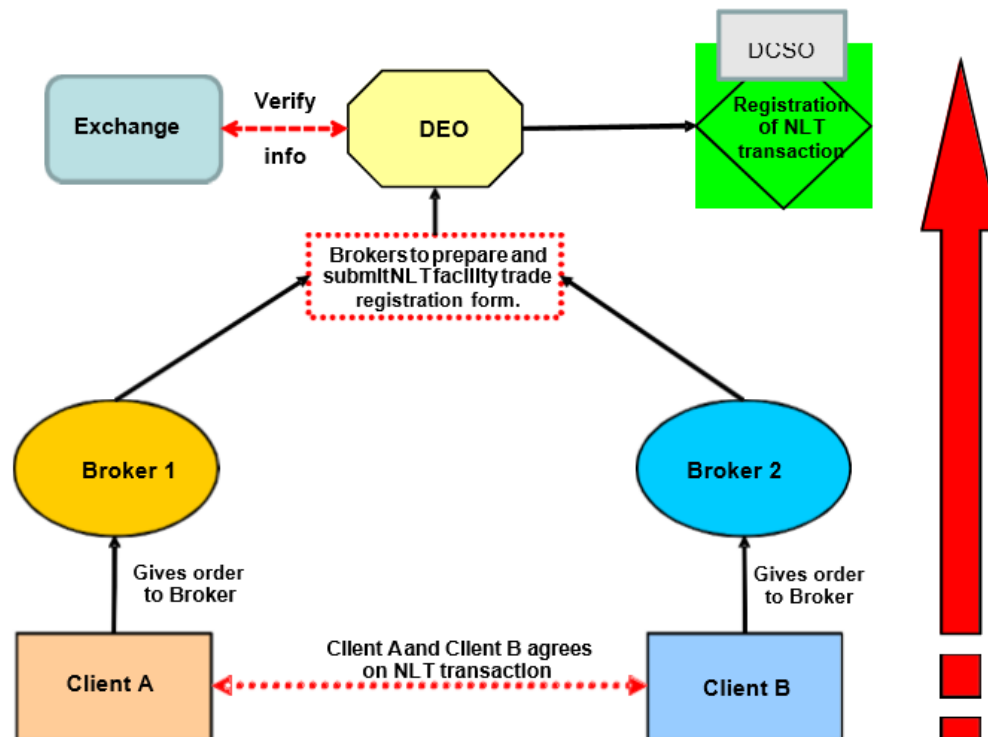 DCSO
Exchange
Verify
info
DEO
Registration
of NLT
transaction
Brokers to prepare and
submit NLT facility trade
registration form.
Broker 1
Broker 2
Gives order
to Broker
Gives order
to Broker
Client A and Client B agrees
on NLT transaction
Client A
Client B